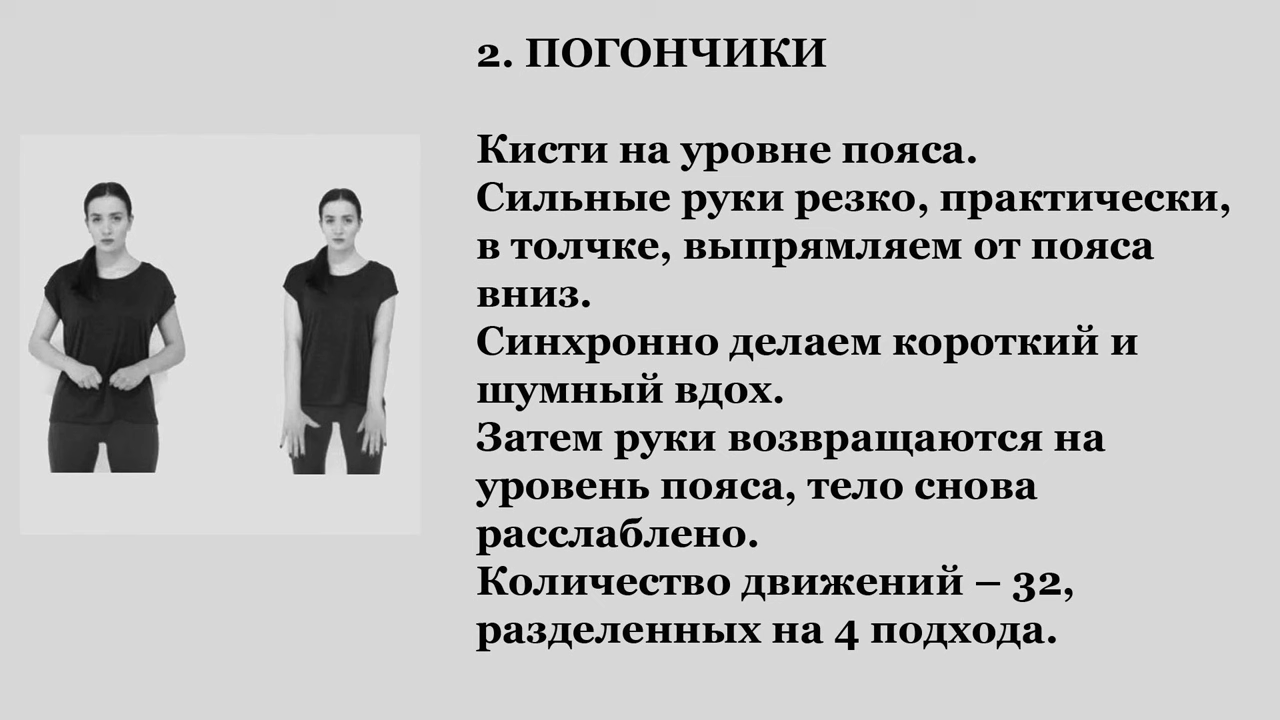 2. ПОГОНЧИКИ
Кисти на уровне пояса.
Сильные руки резко, практически,
в толчке, выпрямляем от пояса
вниз.
Синхронно делаем короткий и
шумный вдох.
Затем руки возвращаются на
уровень пояса, тело снова
расслаблено.
Количество движений – 32,
разделенных на 4 подхода.